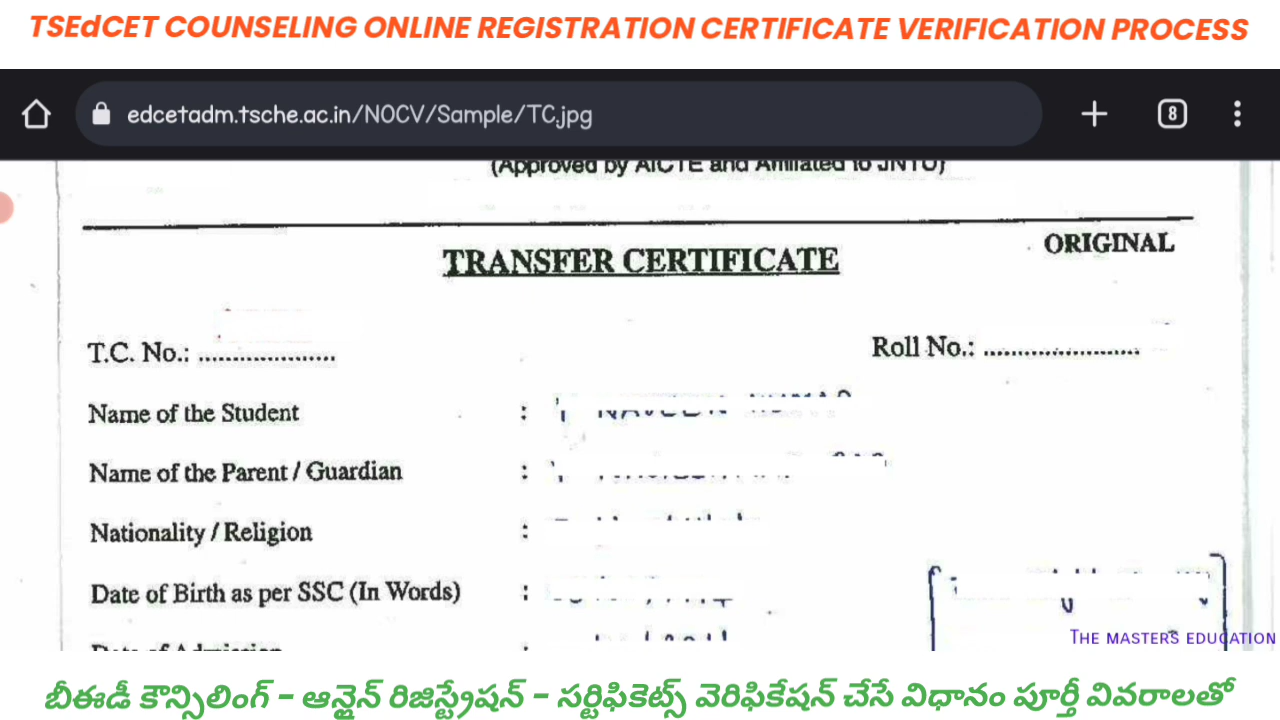 TSEdCET COUNSELING ONLINE REGISTRATION CERTIFICATE VERIFICATION PROCESS
edcetadm.tsche.ac.in/NOCV/Sample/TC.jpg
8
(Approved by AICTE and Affiliated to JNTU)
ORIGINAL
TRANSFER CERTIFICATE
T.C. No.: .....................
Roll No.: ........................
Name of the Student :
Name of the Parent / Guardian :
Nationality / Religion :
Date of Birth as per SSC (In Words) :
Date of Admission :
THE MASTERS EDUCATION
బీఈడీ కౌన్సిలింగ్ - ఆన్లైన్ రిజిస్ట్రేషన్ - సర్టిఫికెట్స్ వెరిఫికేషన్ చేసే విధానం పూర్తి వివరాలతో